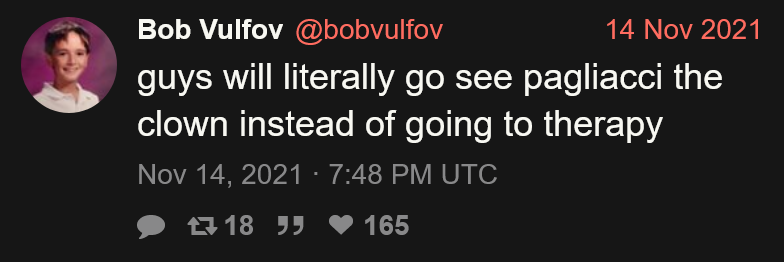 Bob Vulfov @bobvulfov 14 Nov 2021
guys will literally go see pagliacci the
clown instead of going to therapy
Nov 14, 2021 · 7:48 PM UTC
18 165